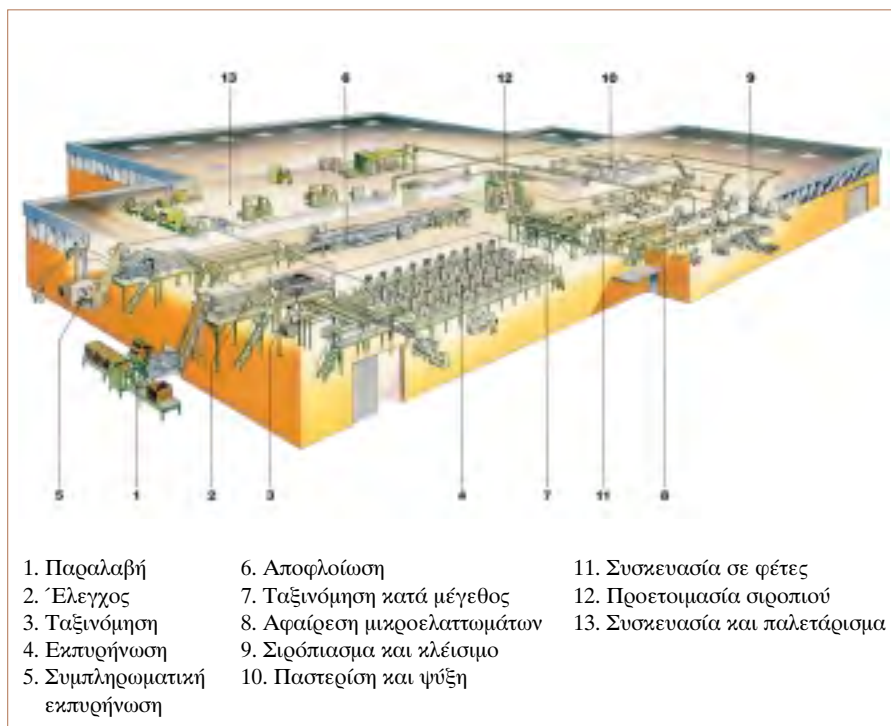 13 6 12 10 9
5 1 2 3 4 7 11 8
1. Παραλαβή
2. Έλεγχος
3. Ταξινόμηση
4. Εκπυρήνωση
5. Συμπληρωματική
εκπυρήνωση
6. Αποφλοίωση
7. Ταξινόμηση κατά μέγεθος
8. Αφαίρεση μικροελαττωμάτων
9. Σιρόπιασμα και κλέισιμο
10. Παστερίση και ψύξη
11. Συσκευασία σε φέτες
12. Προετοιμασία σιροπιού
13. Συσκευασία και παλετάρισμα